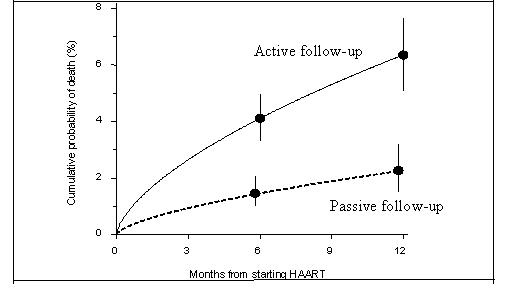 8
Active follow-up
6
Cumulative probability of death (%)
4
2
Passive follow-up
0
0 3 6 9 12
Months from starting HAART